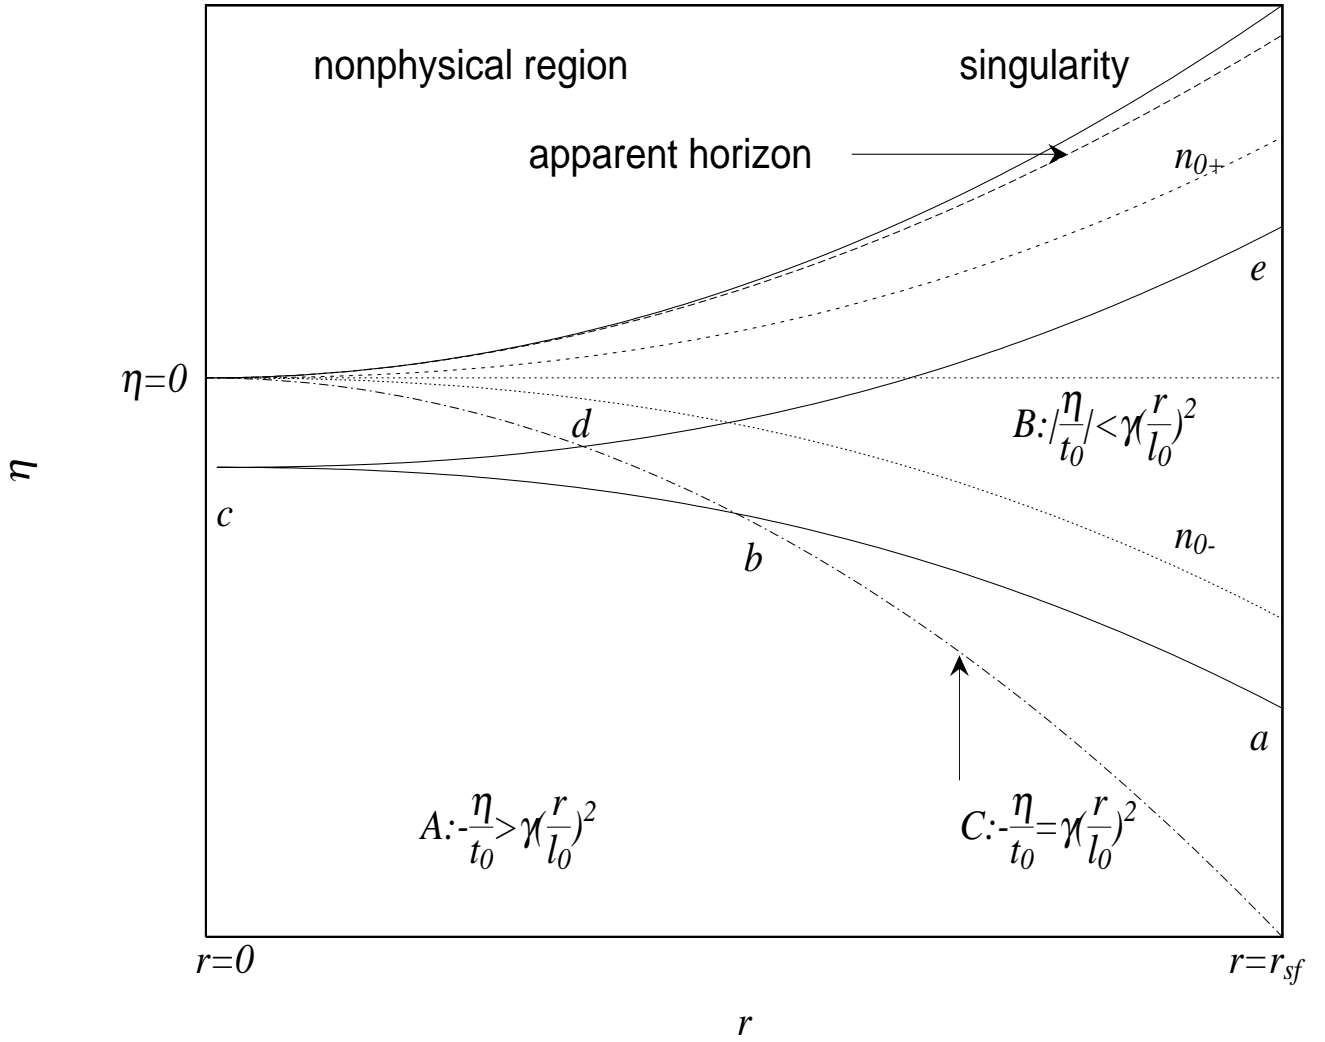 nonphysical region
singularity
apparent horizon
n0+
e
η=0
d
B:|η/t0|<γ(r/l0)2
η
c
n0-
b
a
A:-η/t0>γ(r/l0)2
C:-η/t0=γ(r/l0)2
r=0
r=rsf
r